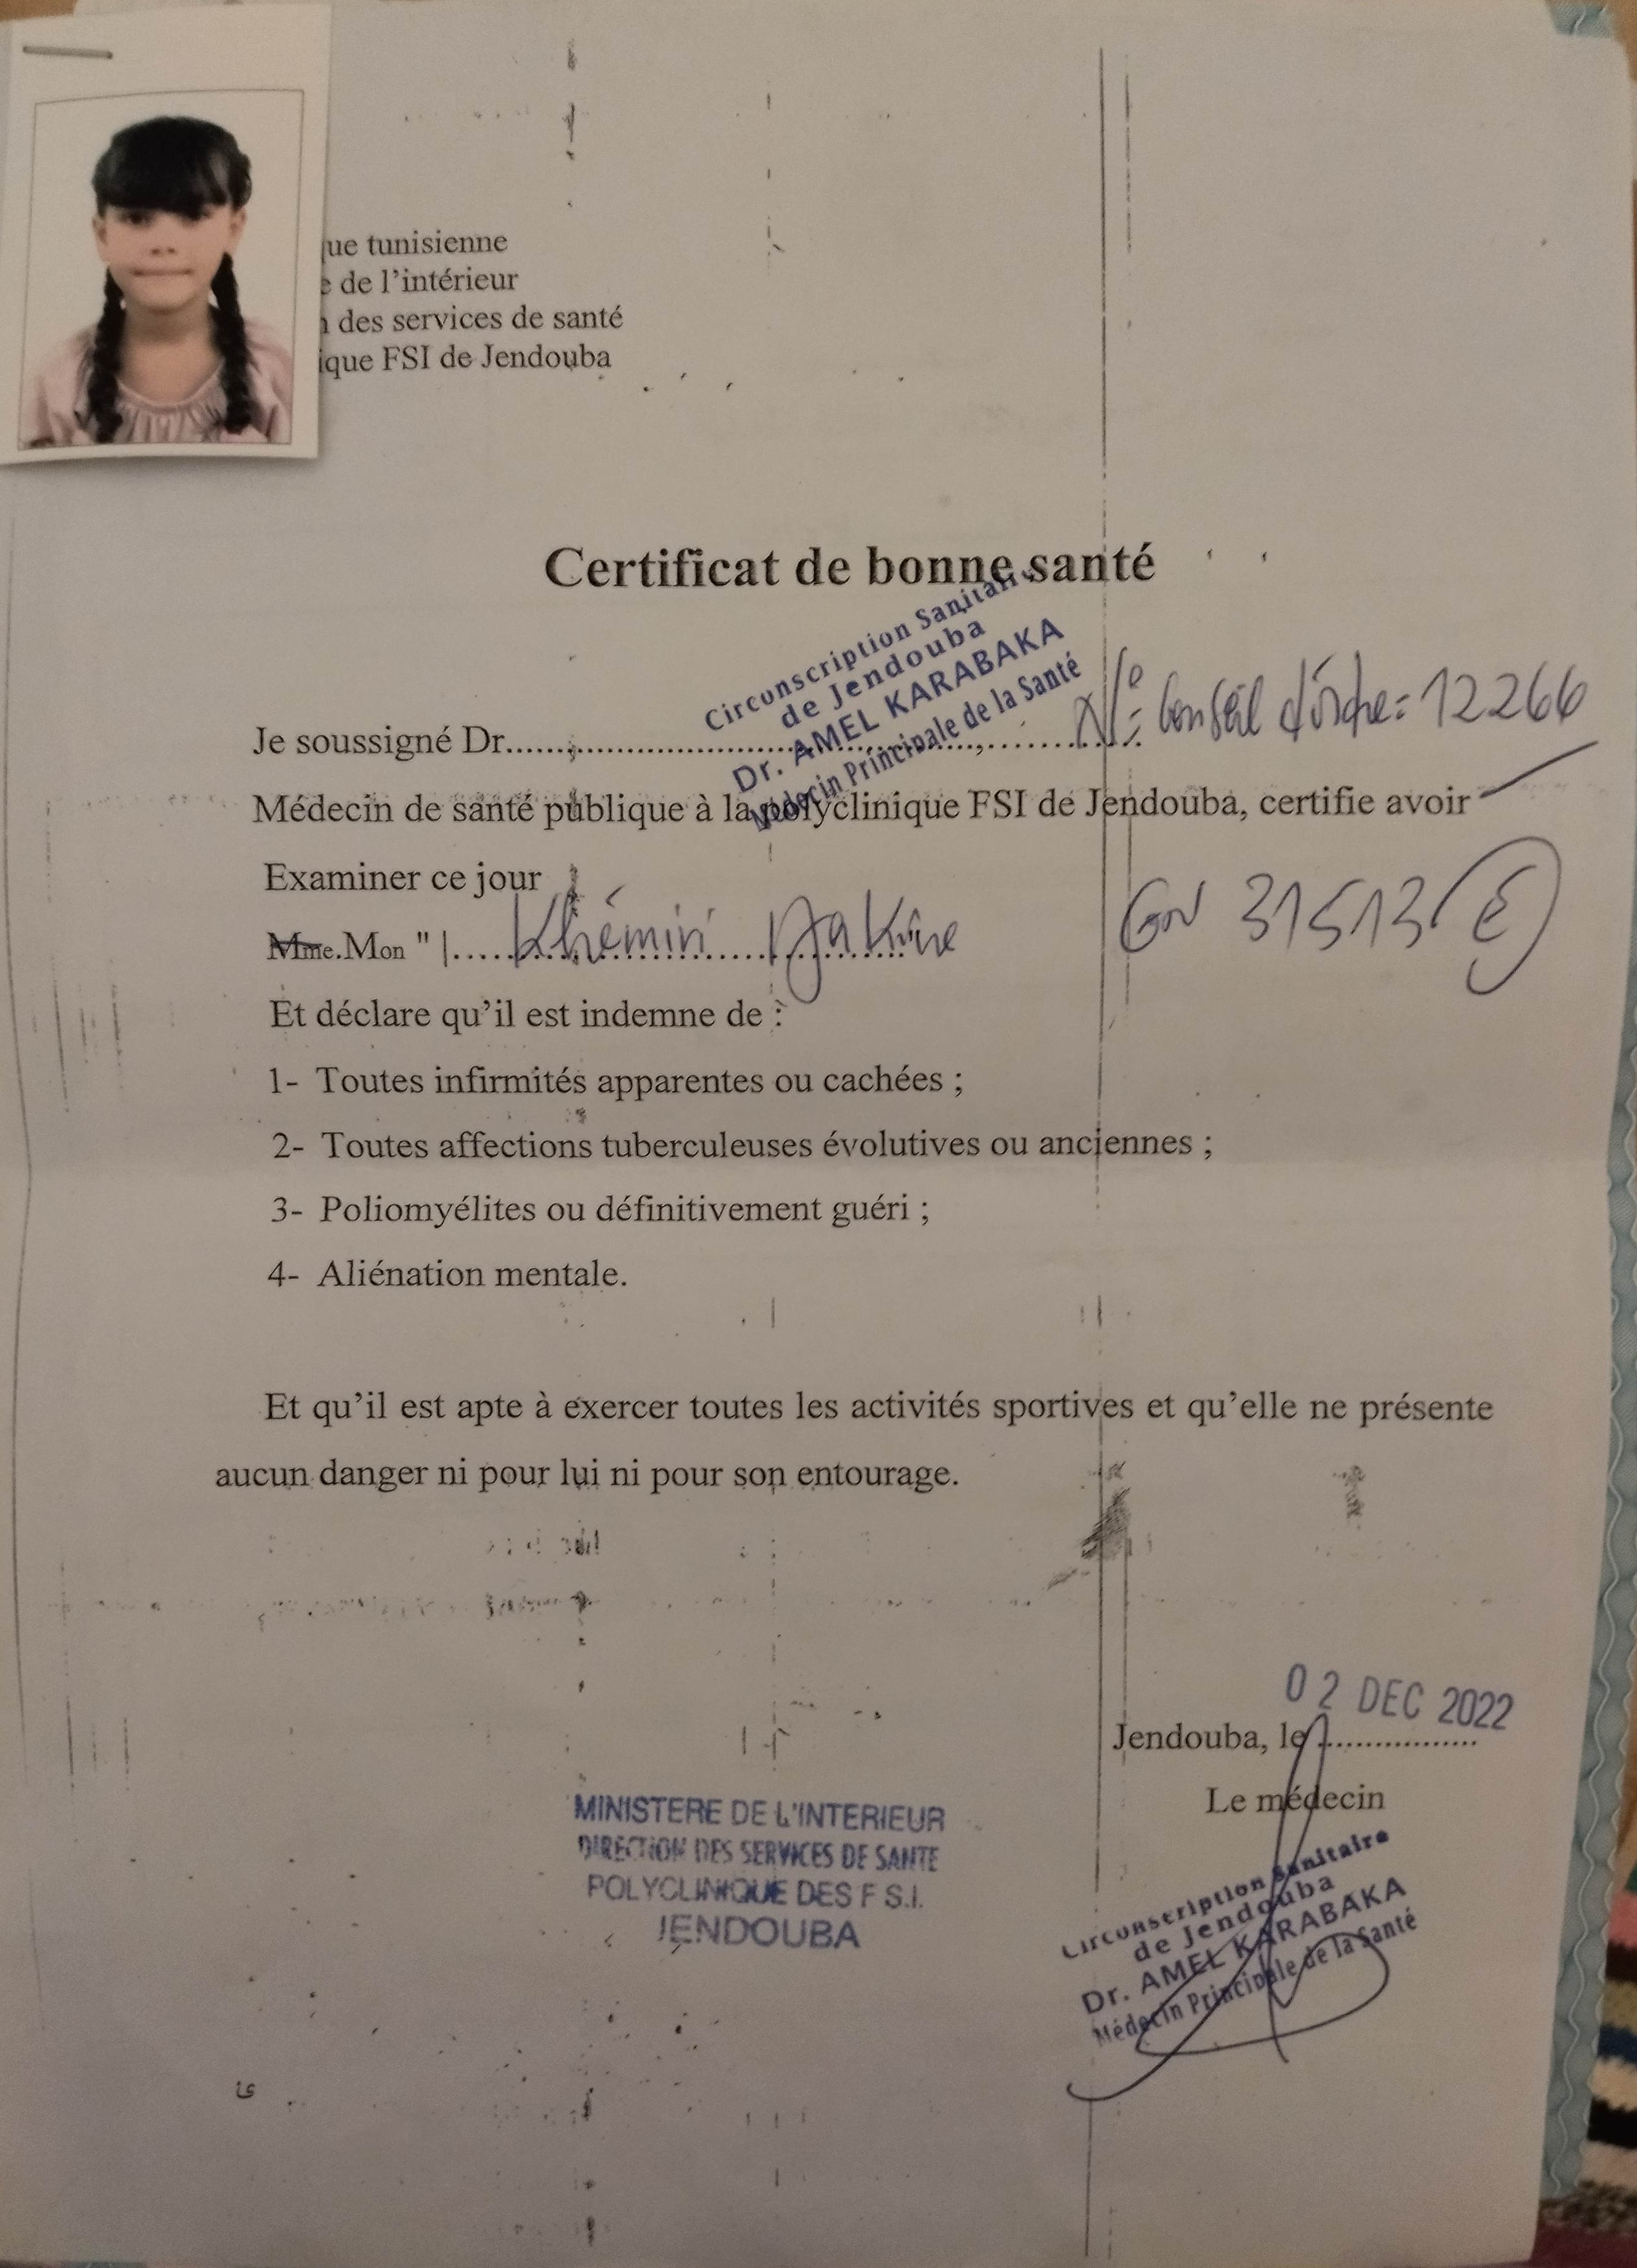 ue tunisienne
e de l'intérieur
n des services de santé
ique FSI de Jendouba
Certificat de bonne santé
Circonscription Sanitaire
de Jendouba
Dr. AMEL KARABAKA
Médecin Principale de la Santé
Je soussigné Dr.................................................. N° Conseil d'ordre = 12266
Médecin de santé publique à la polyclinique FSI de Jendouba, certifie avoir
Examiner ce jour
Mme.Mon " |.... Khémiri GN 31513 E
Et déclare qu'il est indemne de :
1- Toutes infirmités apparentes ou cachées ;
2- Toutes affections tuberculeuses évolutives ou anciennes ;
3- Poliomyélites ou définitivement guéri ;
4- Aliénation mentale.
Et qu'il est apte à exercer toutes les activités sportives et qu'elle ne présente
aucun danger ni pour lui ni pour son entourage.
02 DEC 2022
Jendouba, le..................
Le médecin
MINISTERE DE L'INTERIEUR
DIRECTION DES SERVICES DE SANTE
POLYCLINIQUE DES F S.I.
JENDOUBA
Circonscription Sanitaire
de Jendouba
Dr. AMEL KARABAKA
Médecin Principale de la Santé